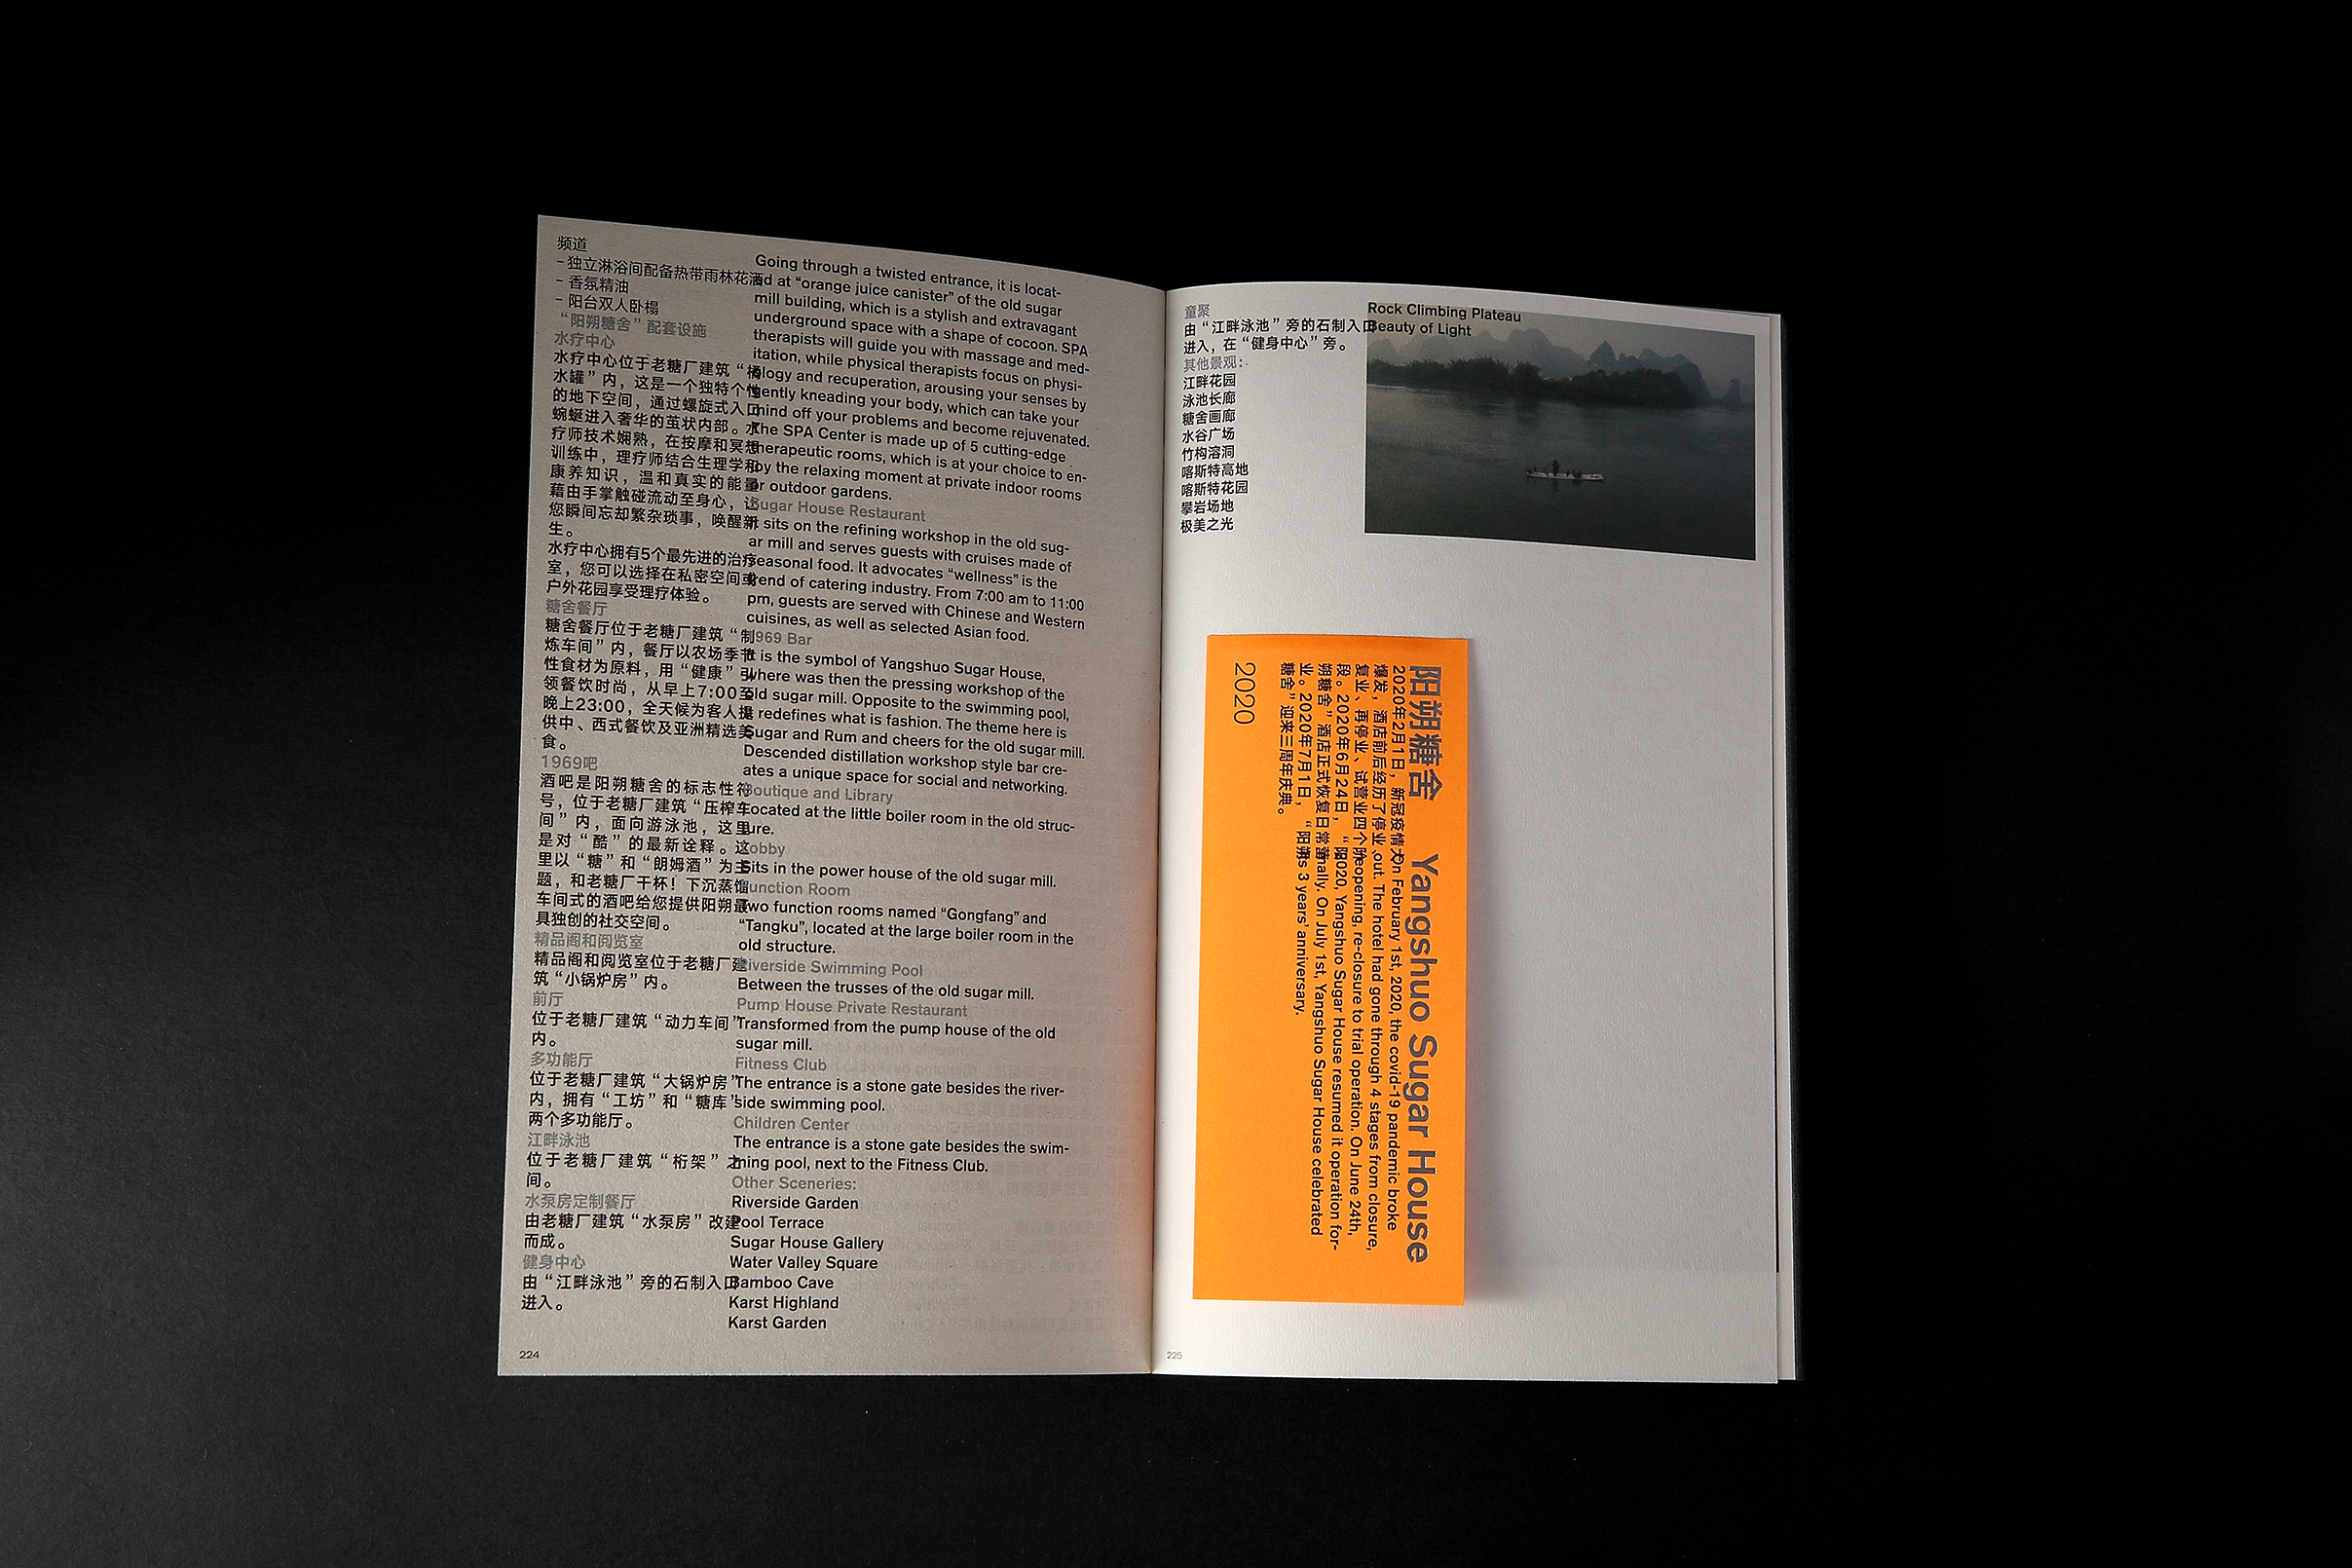 频道
- 独立淋浴间配备热带雨林花洒
- 香氛精油
- 阳台双人卧榻
“阳朔糖舍”配套设施
水疗中心
水疗中心位于老糖厂建筑“橘
水罐”内，这是一个独特个性
的地下空间，通过螺旋式入口
蜿蜒进入奢华的茧状内部。水
疗师技术娴熟，在按摩和冥想
训练中，理疗师结合生理学和
康养知识，温和真实的能量
藉由手掌触碰流动至身心，让
您瞬间忘却繁杂琐事，唤醒新
生。
水疗中心拥有5个最先进的治疗
室，您可以选择在私密空间或
户外花园享受理疗体验。
糖舍餐厅
糖舍餐厅位于老糖厂建筑“制
炼车间”内，餐厅以农场季节
性食材为原料，用“健康”引
领餐饮时尚，从早上7:00至
晚上23:00，全天候为客人提
供中、西式餐饮及亚洲精选美
食。
1969吧
酒吧是阳朔糖舍的标志性符
号，位于老糖厂建筑“压榨车
间”内，面向游泳池，这里
是对“酷”的最新诠释。这
里以“糖”和“朗姆酒”为主
题，和老糖厂干杯！下沉蒸馏
车间式的酒吧给您提供阳朔最
具独创的社交空间。
精品阁和阅览室
精品阁和阅览室位于老糖厂建
筑“小锅炉房”内。
前厅
位于老糖厂建筑“动力车间”
内。
多功能厅
位于老糖厂建筑“大锅炉房”
内，拥有“工坊”和“糖库”
两个多功能厅。
江畔泳池
位于老糖厂建筑“桁架”之
间。
水泵房定制餐厅
由老糖厂建筑“水泵房”改建
而成。
健身中心
由“江畔泳池”旁的石制入口
进入。
224
Going through a twisted entrance, it is locat-
ed at “orange juice canister” of the old sugar
mill building, which is a stylish and extravagant
underground space with a shape of cocoon. SPA
therapists will guide you with massage and med-
itation, while physical therapists focus on physi-
ology and recuperation, arousing your senses by
gently kneading your body, which can take your
mind off your problems and become rejuvenated.
The SPA Center is made up of 5 cutting-edge
therapeutic rooms, which is at your choice to en-
joy the relaxing moment at private indoor rooms
or outdoor gardens.
Sugar House Restaurant
It sits on the refining workshop in the old sug-
ar mill and serves guests with cruises made of
seasonal food. It advocates “wellness” is the
trend of catering industry. From 7:00 am to 11:00
pm, guests are served with Chinese and Western
cuisines, as well as selected Asian food.
1969 Bar
It is the symbol of Yangshuo Sugar House,
where was then the pressing workshop of the
old sugar mill. Opposite to the swimming pool,
it redefines what is fashion. The theme here is
Sugar and Rum and cheers for the old sugar mill.
Descended distillation workshop style bar cre-
ates a unique space for social and networking.
Boutique and Library
Located at the little boiler room in the old struc-
ture.
Lobby
Sits in the power house of the old sugar mill.
Function Room
Two function rooms named “Gongfang” and
“Tangku”, located at the large boiler room in the
old structure.
Riverside Swimming Pool
Between the trusses of the old sugar mill.
Pump House Private Restaurant
Transformed from the pump house of the old
sugar mill.
Fitness Club
The entrance is a stone gate besides the river-
side swimming pool.
Children Center
The entrance is a stone gate besides the swim-
ming pool, next to the Fitness Club.
Other Sceneries:
Riverside Garden
Pool Terrace
Sugar House Gallery
Water Valley Square
Bamboo Cave
Karst Highland
Karst Garden
童聚
由“江畔泳池”旁的石制入口
进入，在“健身中心”旁。
其他景观：
江畔花园
泳池长廊
糖舍画廊
水谷广场
竹构溶洞
喀斯特高地
喀斯特花园
攀岩场地
极美之光
Rock Climbing Plateau
Beauty of Light
阳朔糖舍
2020年2月1日，新冠疫情大
爆发，酒店前后经历了停业、
复业、再停业、试营业四个阶
段。2020年6月24日，“阳
朔糖舍”酒店正式恢复日常营
业。2020年7月1日，“阳朔
糖舍”迎来三周年庆典。
2020
Yangshuo Sugar House
On February 1st, 2020, the covid-19 pandemic broke
out. The hotel had gone through 4 stages from closure,
reopening, re-closure to trial operation. On June 24th,
2020, Yangshuo Sugar House resumed it operation for-
mally. On July 1st, Yangshuo Sugar House celebrated
its 3 years’ anniversary.
225